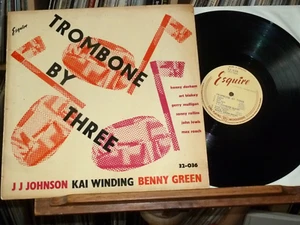 Esquire
TROMBONE
BY
THREE
kenny dorham
art blakey
gerry mulligan
sonny rollins
john lewis
max roach
32-036
J J JOHNSON KAI WINDING BENNY GREEN
Esquire